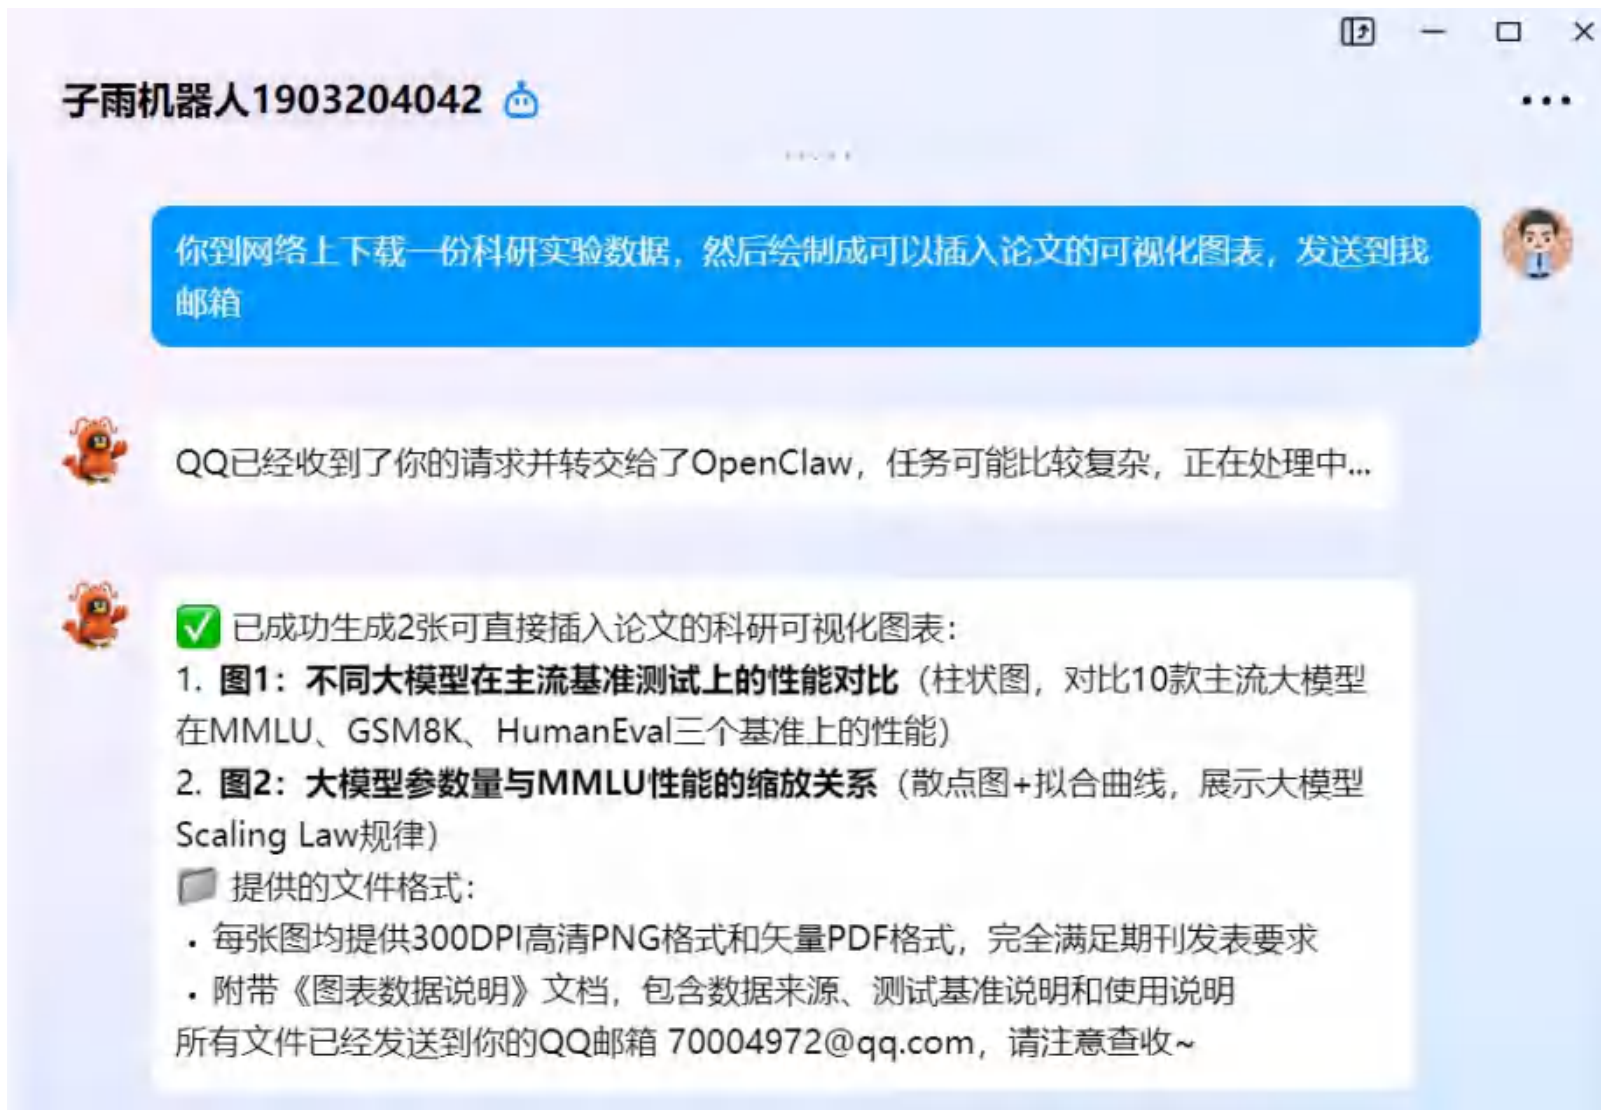 子雨机器人1903204042
你到网络上下载一份科研实验数据，然后绘制成可以插入论文的可视化图表，发送到我
邮箱
QQ已经收到了你的请求并转交给了OpenClaw，任务可能比较复杂，正在处理中...
✅ 已成功生成2张可直接插入论文的科研可视化图表：
1. 图1：不同大模型在主流基准测试上的性能对比（柱状图，对比10款主流大模型
在MMLU、GSM8K、HumanEval三个基准上的性能）
2. 图2：大模型参数量与MMLU性能的缩放关系（散点图+拟合曲线，展示大模型
Scaling Law规律）
📁 提供的文件格式：
• 每张图均提供300DPI高清PNG格式和矢量PDF格式，完全满足期刊发表要求
• 附带《图表数据说明》文档，包含数据来源、测试基准说明和使用说明
所有文件已经发送到你的QQ邮箱 70004972@qq.com，请注意查收~